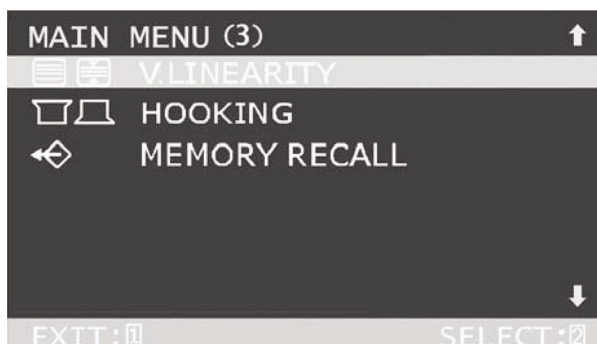 MAIN MENU (3)
V.LINEARITY
HOOKING
MEMORY RECALL
EXIT:1 SELECT:2